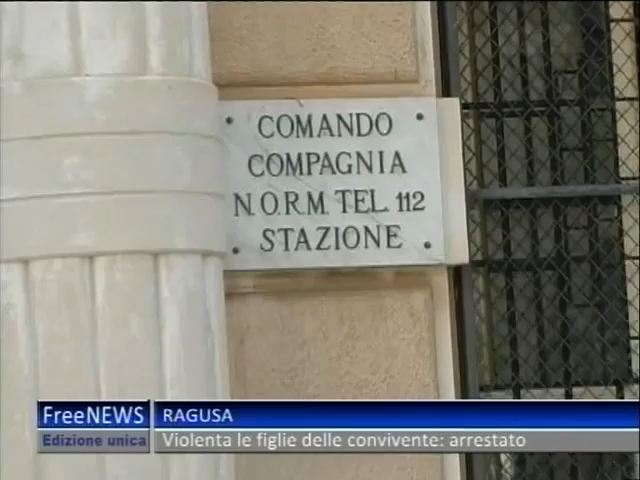 COMANDO
COMPAGNIA
N.O.R.M. TEL. 112
STAZIONE
FreeNEWS RAGUSA
Edizione unica Violenta le figlie delle convivente: arrestato